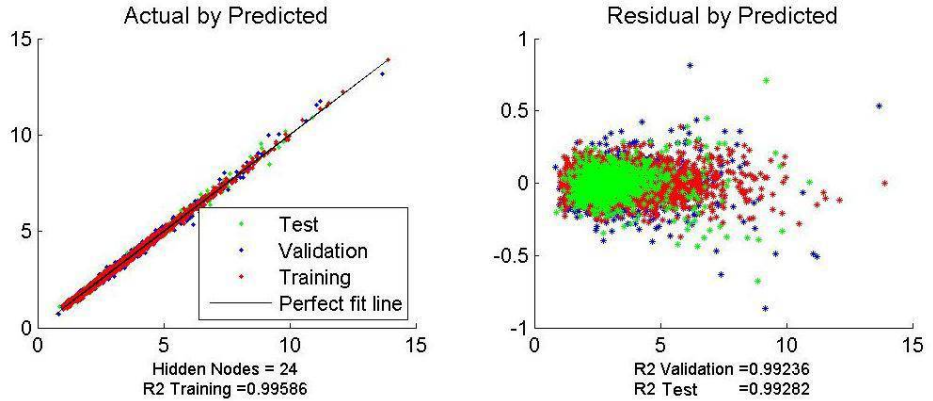 Actual by Predicted
15
10
5
0
0
5
10
15
Test
Validation
Training
Perfect fit line
Hidden Nodes = 24
R2 Training =0.99586
Residual by Predicted
1
0.5
0
-0.5
-1
0
5
10
15
R2 Validation =0.99236
R2 Test =0.99282